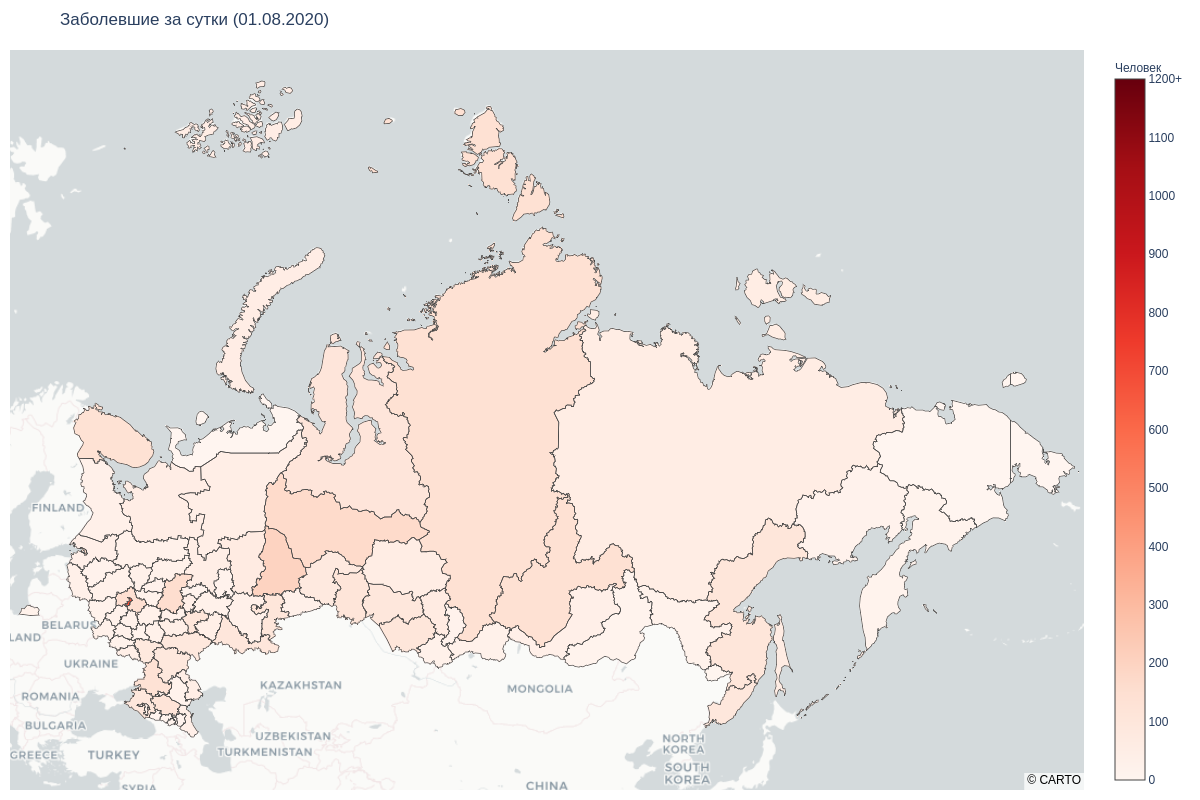 Заболевшие за сутки (01.08.2020)
Человек
1200+
1100
1000
900
800
700
600
500
400
300
200
100
0
FINLAND
BELARUS
LAND
UKRAINE
ROMANIA
BULGARIA
GREECE
TURKEY
SYRIA
KAZAKHSTAN
UZBEKISTAN
TURKMENISTAN
MONGOLIA
CHINA
NORTH
KOREA
SOUTH
KOREA
© CARTO